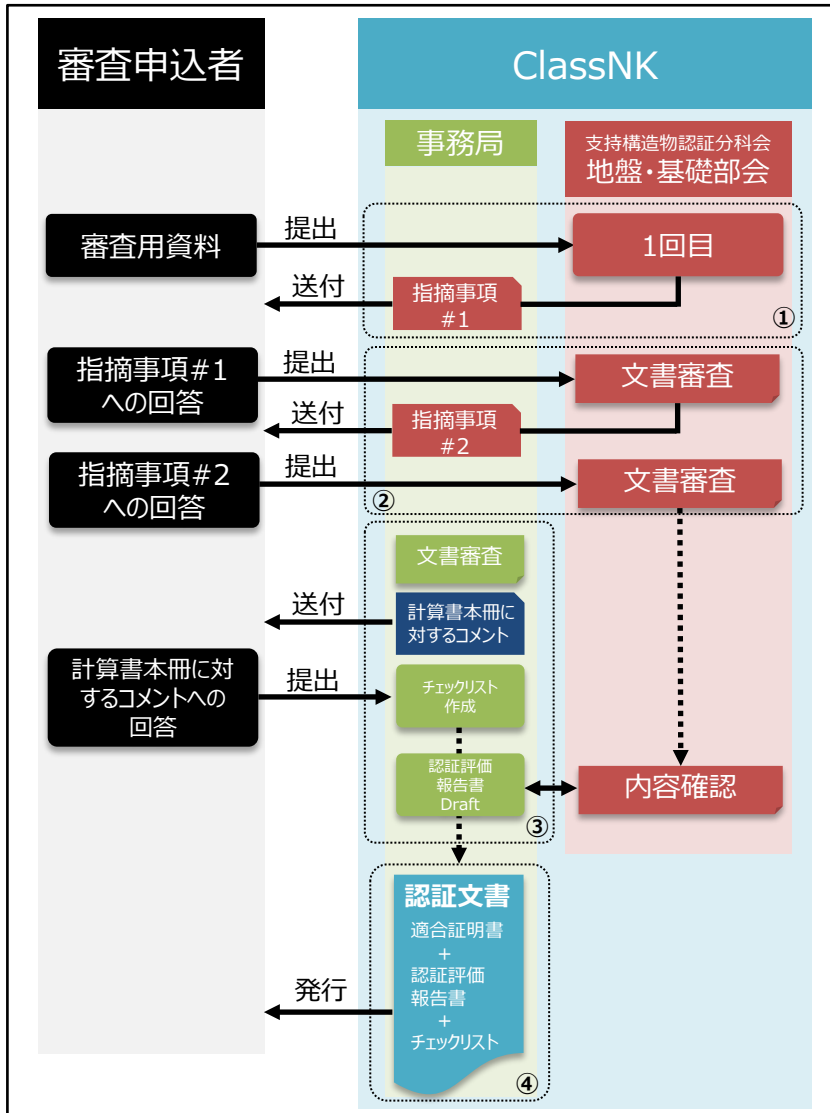 審査申込者
ClassNK
事務局
支持構造物認証分科会
地盤・基礎部会
審査用資料
提出
1回目
送付
指摘事項
#1
①
指摘事項#1
への回答
提出
文書審査
送付
指摘事項
#2
指摘事項#2
への回答
提出
文書審査
②
文書審査
送付
計算書本冊に
対するコメント
計算書本冊に対
するコメントへの
回答
提出
チェックリスト
作成
認証評価
報告書
Draft
内容確認
③
認証文書
適合証明書
+
認証評価
報告書
+
チェックリスト
発行
④